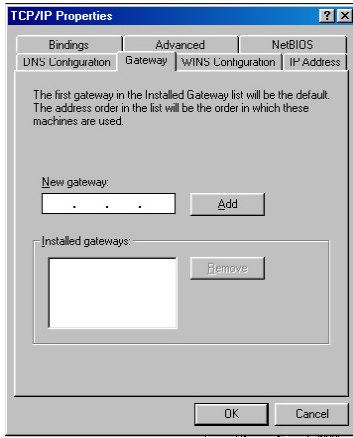 TCP/IP Properties
Bindings Advanced NetBIOS
DNS Configuration Gateway WINS Configuration IP Address
The first gateway in the Installed Gateway list will be the default.
The address order in the list will be the order in which these
machines are used.
New gateway:
. . .
Add
Installed gateways:
Remove
OK Cancel